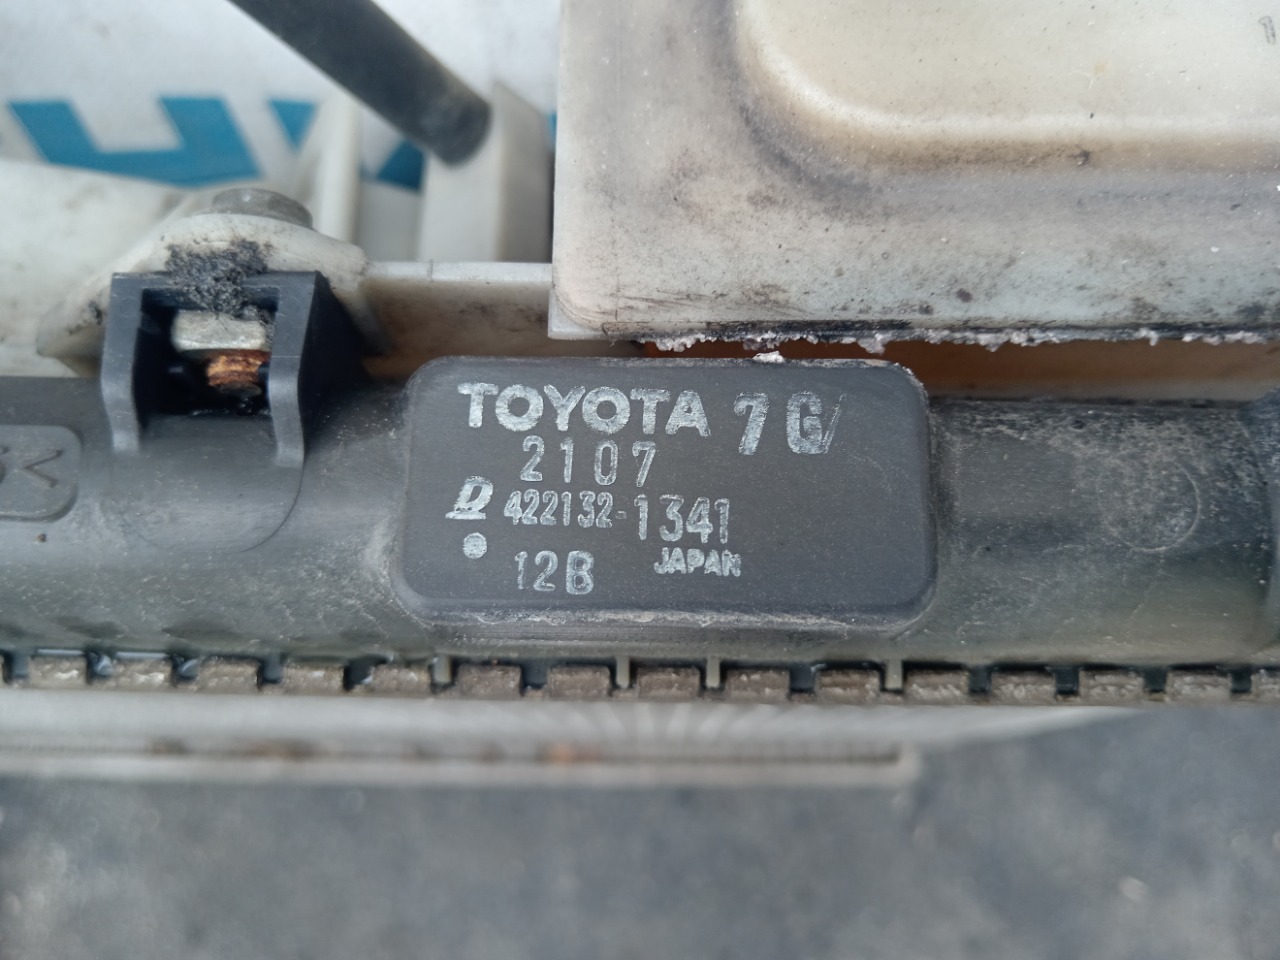 TOYOTA 7G
2107
D 422132-1341
12B JAPAN